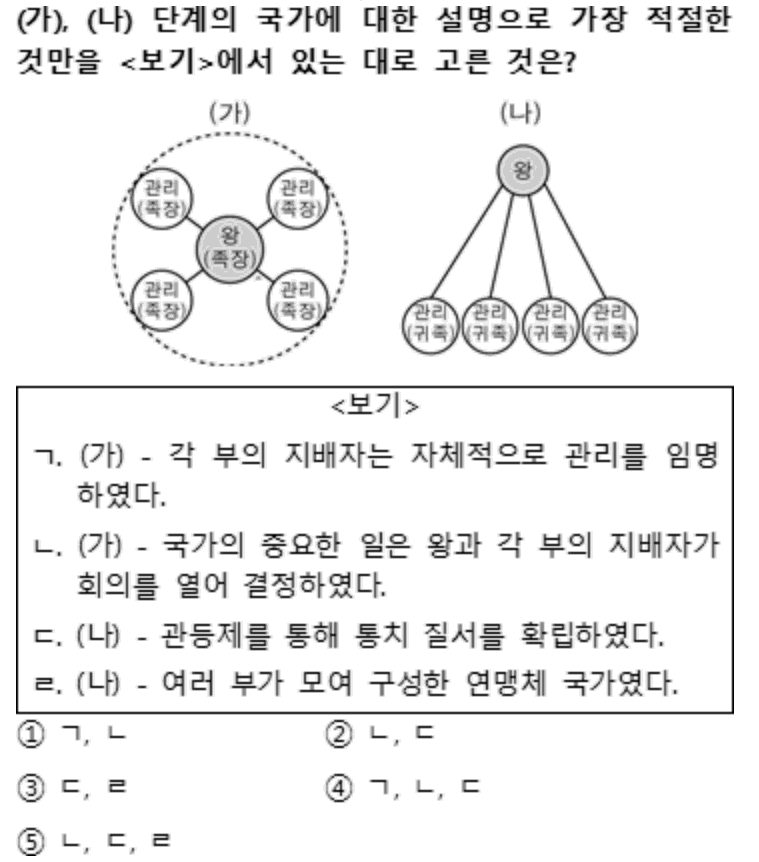 (가), (나) 단계의 국가에 대한 설명으로 가장 적절한
것만을 <보기>에서 있는 대로 고른 것은?
(가)
(나)
관리
(족장)
관리
(족장)
왕
(족장)
관리
(족장)
관리
(족장)
왕
관리
(귀족)
관리
(귀족)
관리
(귀족)
관리
(귀족)
<보기>
ㄱ. (가) - 각 부의 지배자는 자체적으로 관리를 임명
하였다.
ㄴ. (가) - 국가의 중요한 일은 왕과 각 부의 지배자가
회의를 열어 결정하였다.
ㄷ. (나) - 관등제를 통해 통치 질서를 확립하였다.
ㄹ. (나) - 여러 부가 모여 구성한 연맹체 국가였다.
① ㄱ, ㄴ
② ㄴ, ㄷ
③ ㄷ, ㄹ
④ ㄱ, ㄴ, ㄷ
⑤ ㄴ, ㄷ, ㄹ